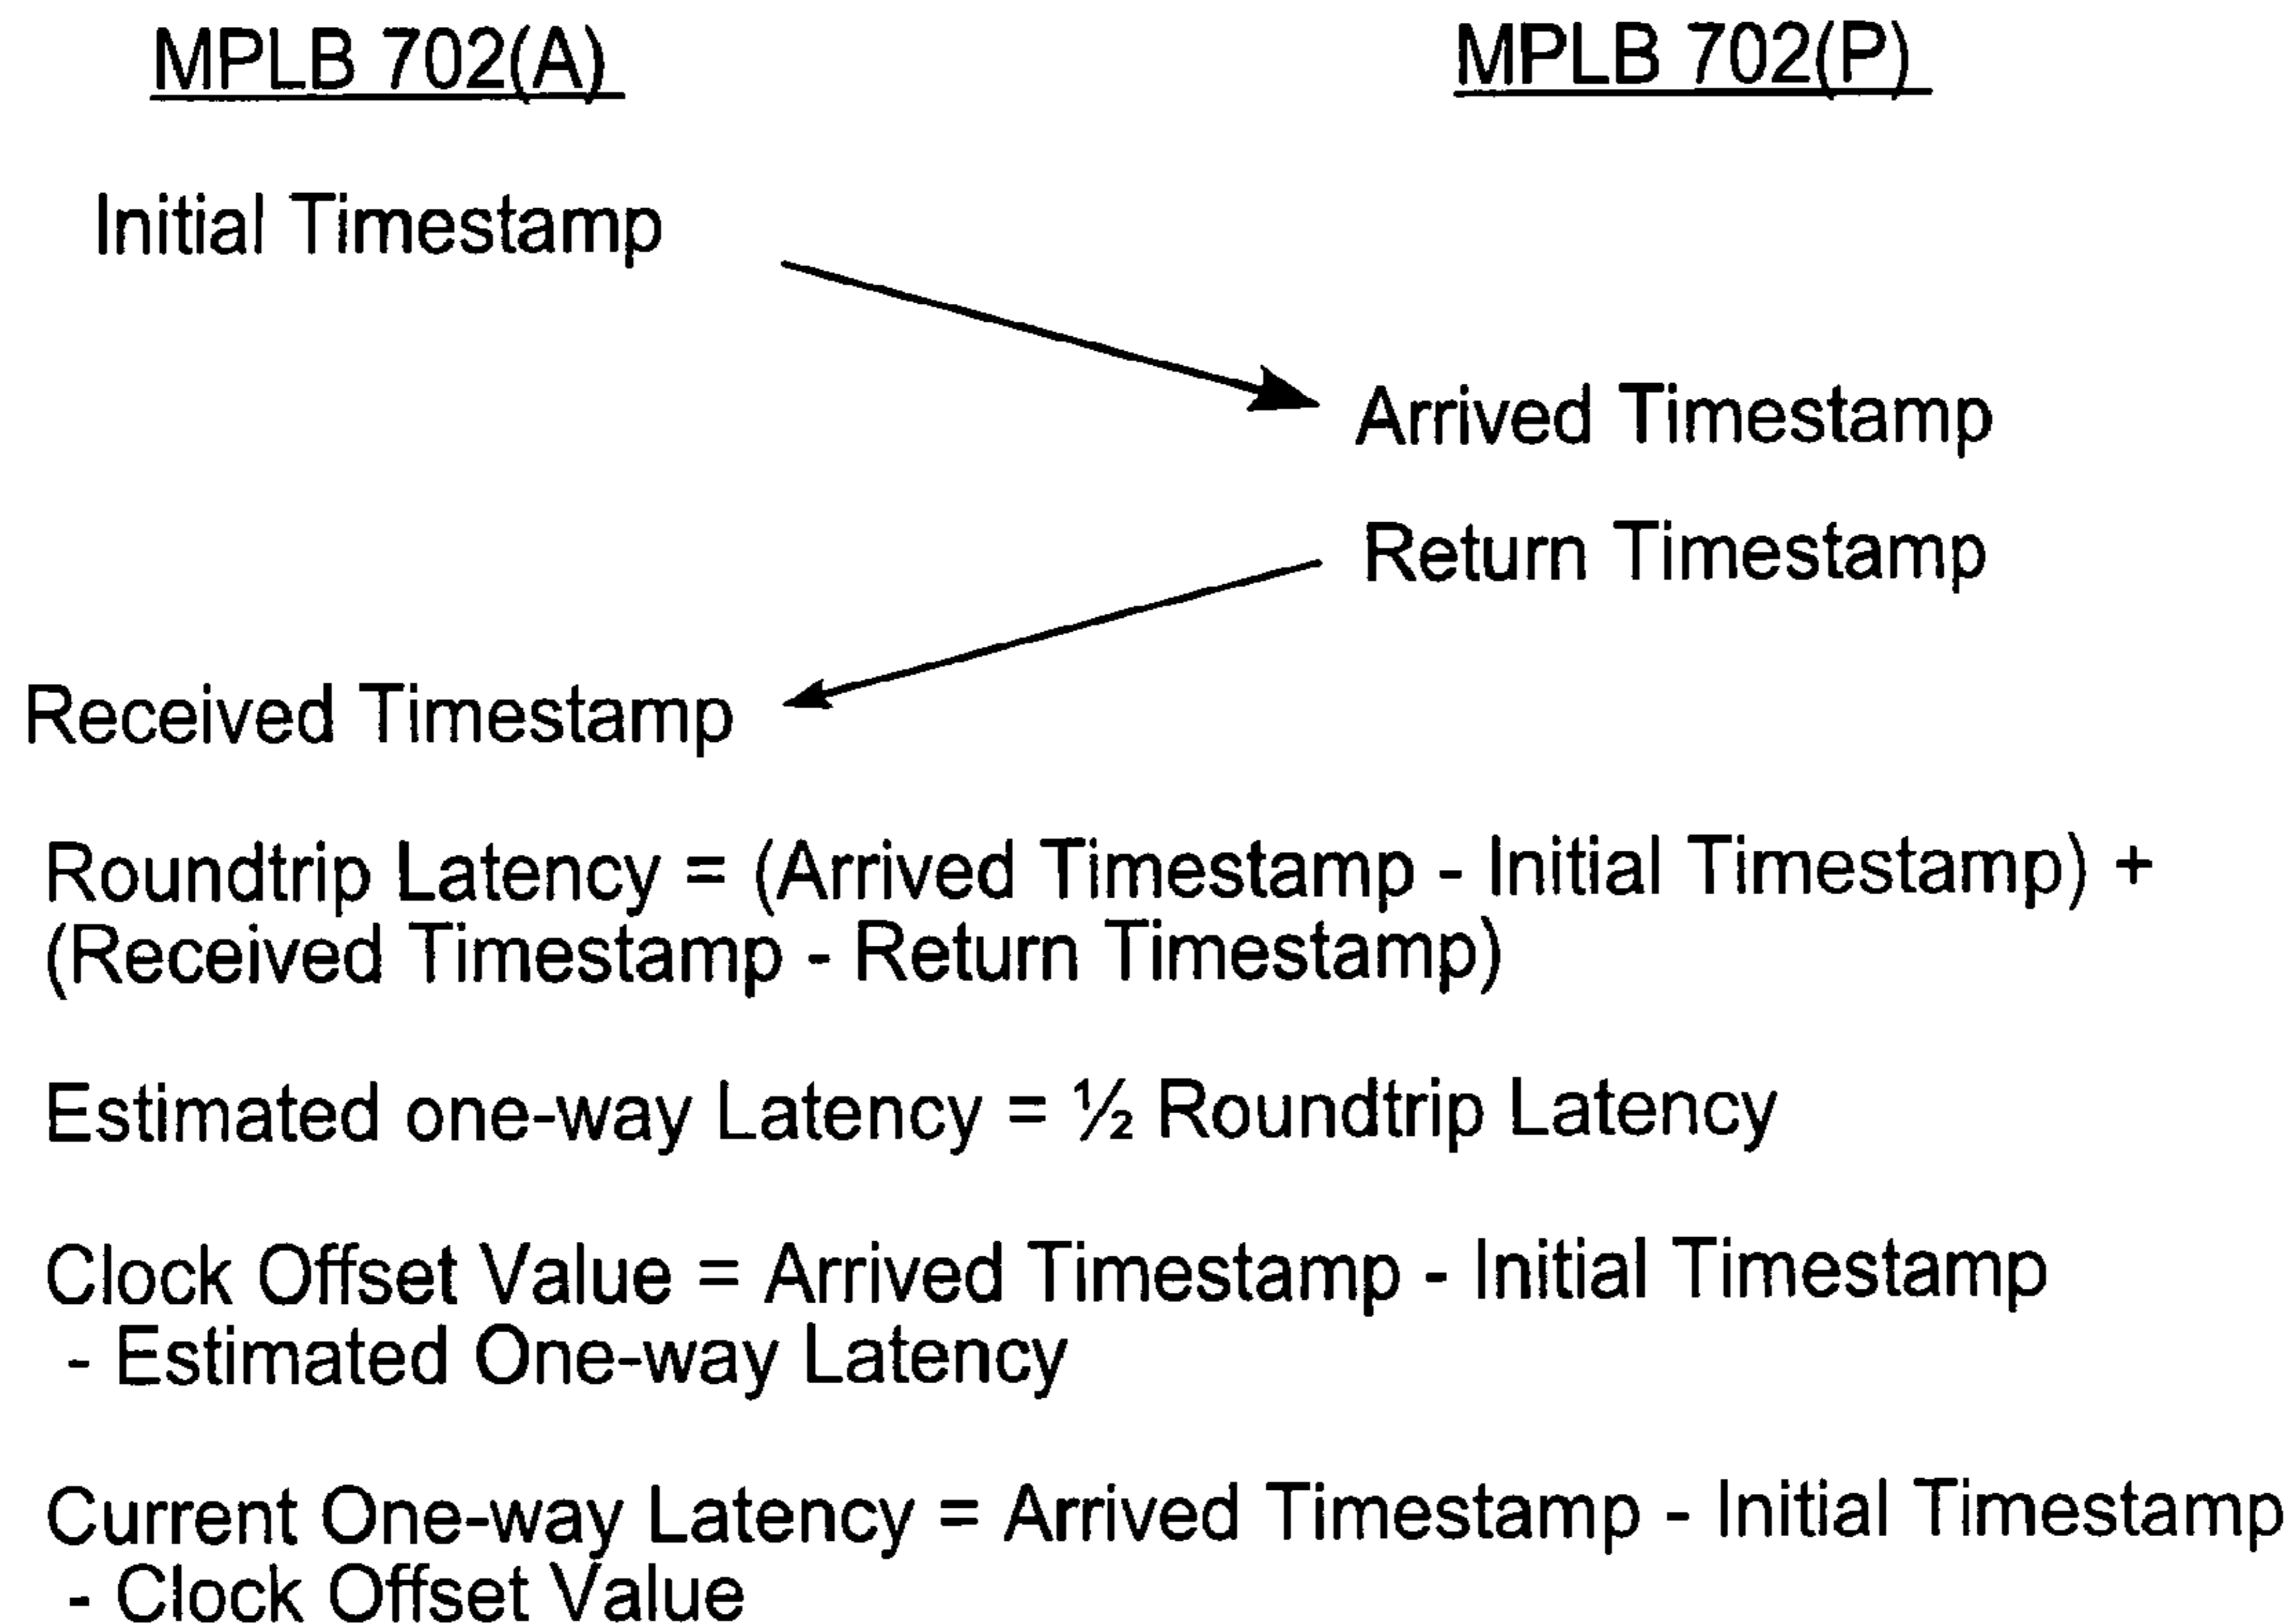 MPLB 702(A)
MPLB 702(P)
Initial Timestamp
Arrived Timestamp
Return Timestamp
Received Timestamp
Roundtrip Latency = (Arrived Timestamp - Initial Timestamp) +
(Received Timestamp - Return Timestamp)
Estimated one-way Latency = ½ Roundtrip Latency
Clock Offset Value = Arrived Timestamp - Initial Timestamp
- Estimated One-way Latency
Current One-way Latency = Arrived Timestamp - Initial Timestamp
- Clock Offset Value